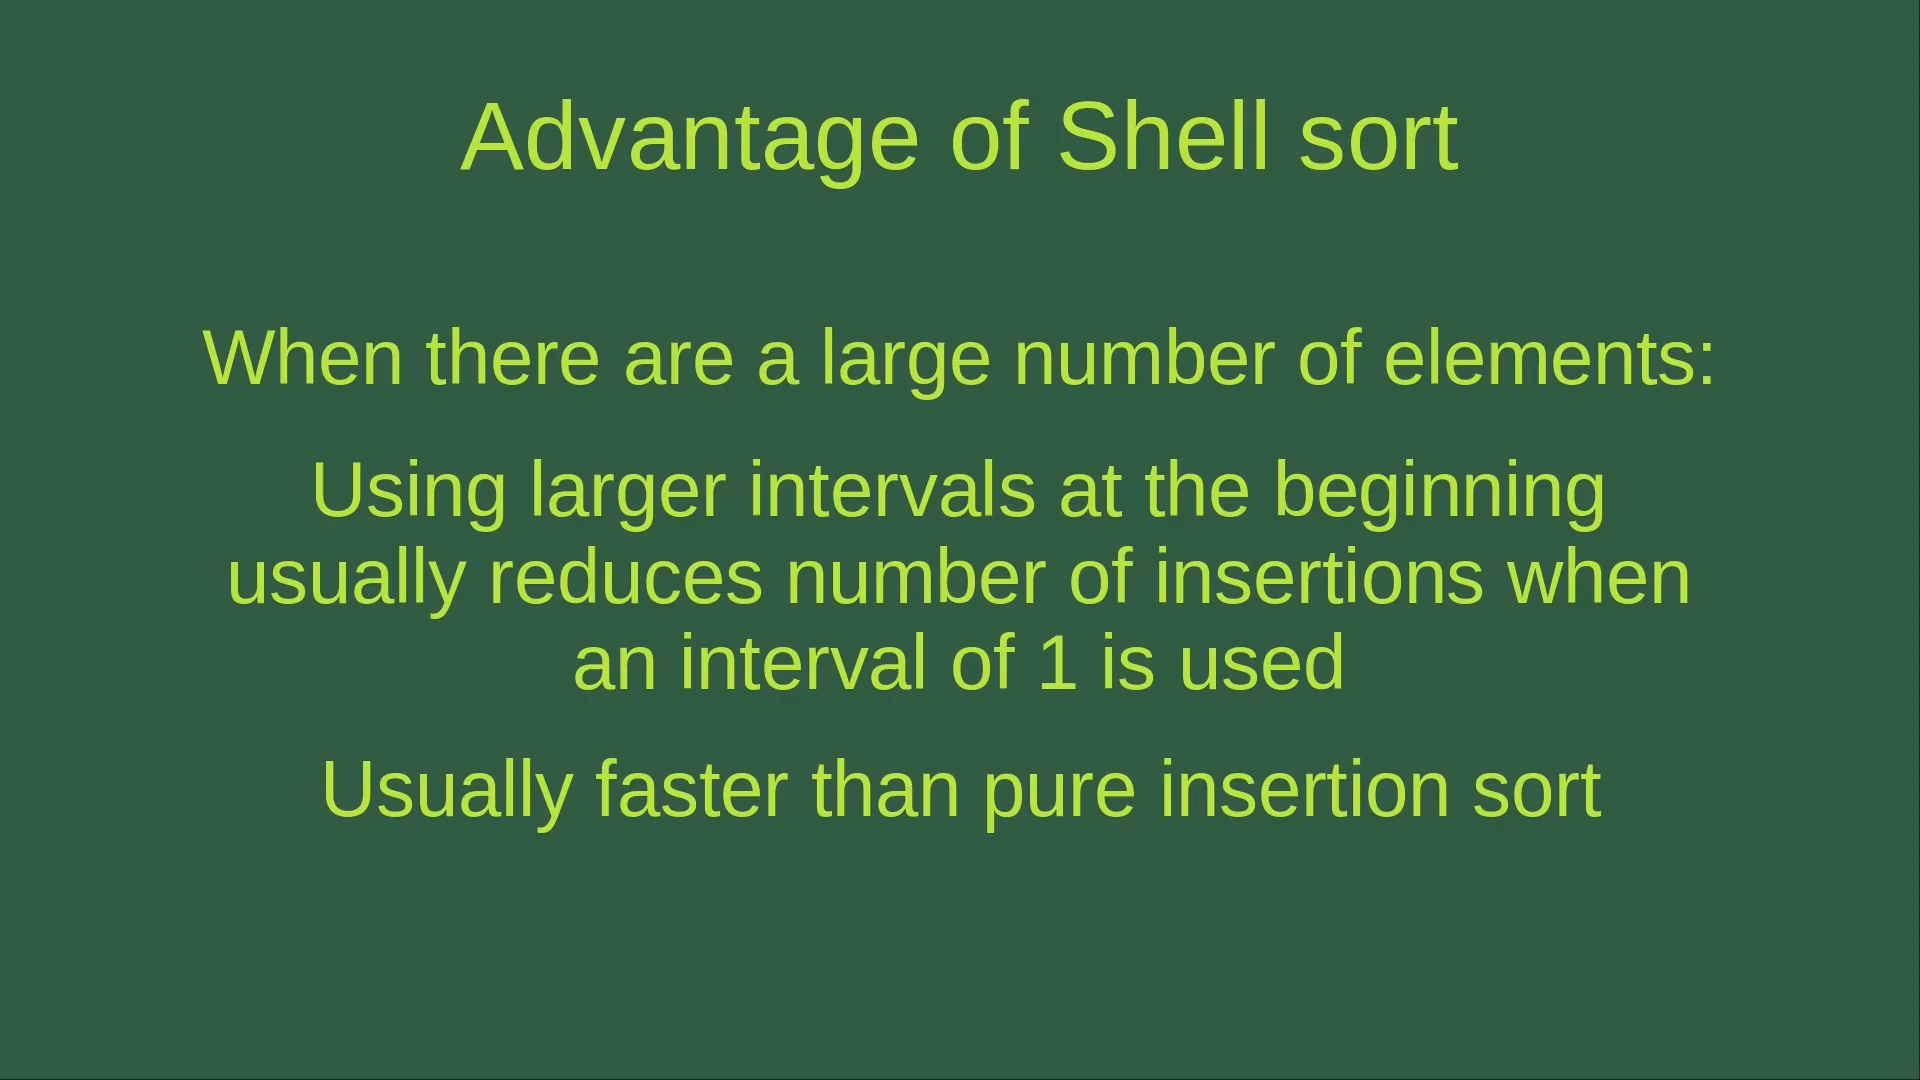 Advantage of Shell sort
When there are a large number of elements:
Using larger intervals at the beginning
usually reduces number of insertions when
an interval of 1 is used
Usually faster than pure insertion sort